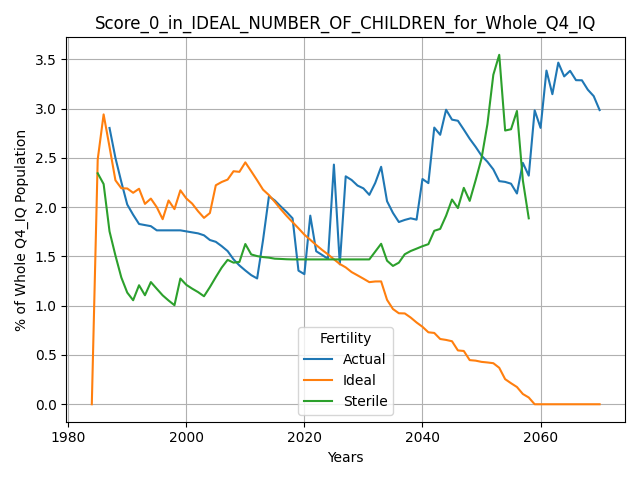 Score_0_in_IDEAL_NUMBER_OF_CHILDREN_for_Whole_Q4_IQ
% of Whole Q4_IQ Population
3.5
3.0
2.5
2.0
1.5
1.0
0.5
0.0
Fertility
Actual
Ideal
Sterile
1980
2000
2020
2040
2060
Years